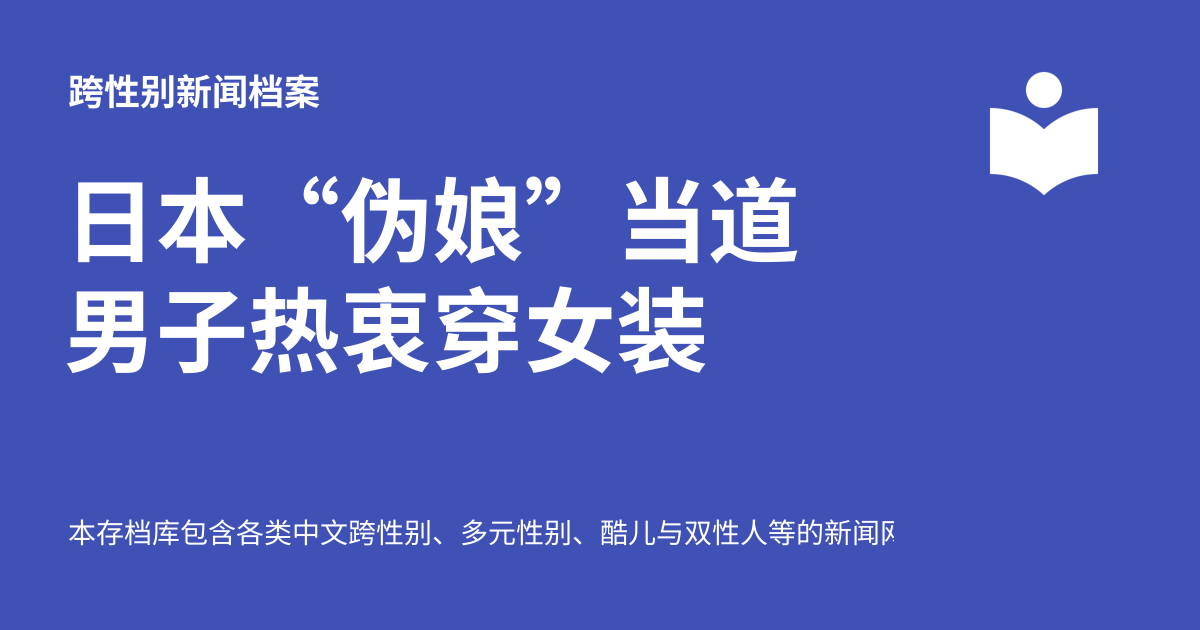 跨性别新闻档案
日本“伪娘”当道
男子热衷穿女装
本存档库包含各类中文跨性别、多元性别、酷儿与双性人等的新闻